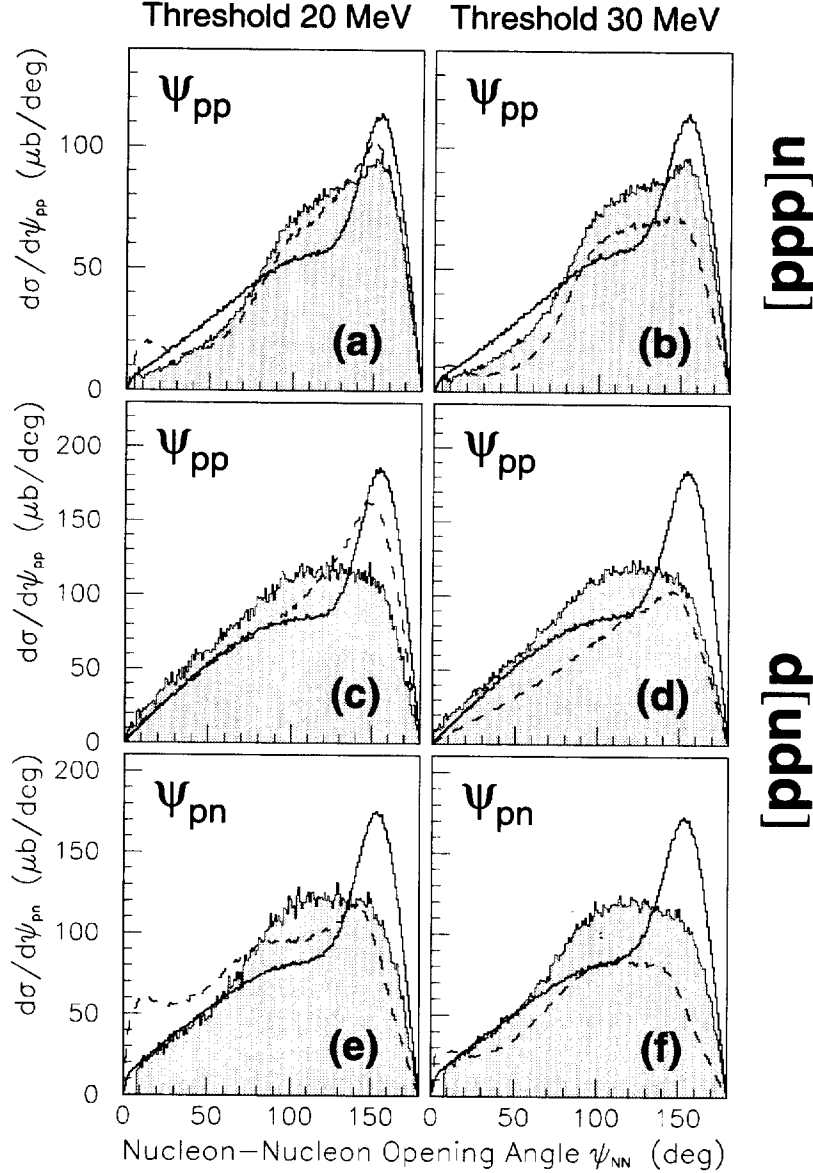 Threshold 20 MeV Threshold 30 MeV
dσ/dψpp (μb/deg)
100
50
0
ψpp
(a)
ψpp
(b)
[ppp]n
dσ/dψpp (μb/deg)
200
150
100
50
0
ψpp
(c)
ψpp
(d)
[ppn]p
dσ/dψpn (μb/deg)
200
150
100
50
0
ψpn
(e)
ψpn
(f)
0 50 100 150 0 50 100 150
Nucleon–Nucleon Opening Angle ψNN (deg)